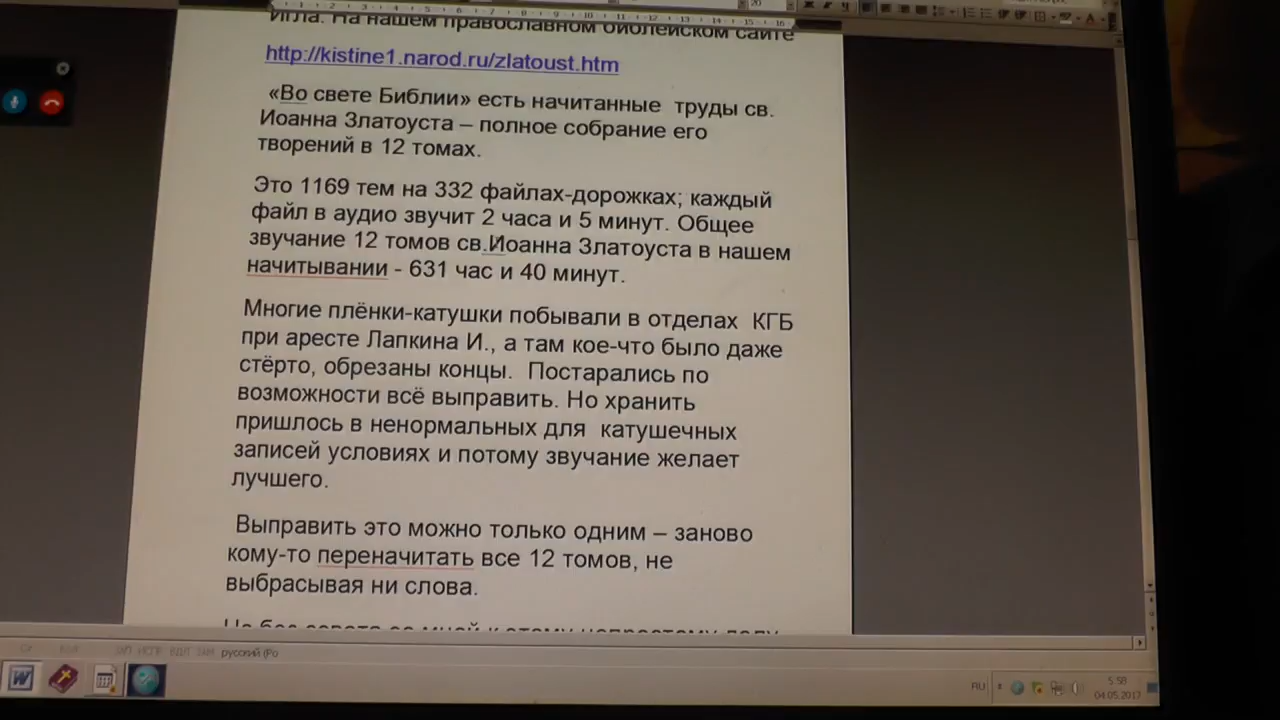 Игла. На нашем православном библейском сайте
http://kistine1.narod.ru/zlatoust.htm
«Во свете Библии» есть начитанные труды св.
Иоанна Златоуста – полное собрание его
творений в 12 томах.
Это 1169 тем на 332 файлах-дорожках; каждый
файл в аудио звучит 2 часа и 5 минут. Общее
звучание 12 томов св.Иоанна Златоуста в нашем
начитывании - 631 час и 40 минут.
Многие плёнки-катушки побывали в отделах КГБ
при аресте Лапкина И., а там кое-что было даже
стёрто, обрезаны концы. Постарались по
возможности всё выправить. Но хранить
пришлось в ненормальных для катушечных
записей условиях и потому звучание желает
лучшего.
Выправить это можно только одним – заново
кому-то переначитать все 12 томов, не
выбрасывая ни слова.
русский (Ро
RU
5:58
04.05.2017